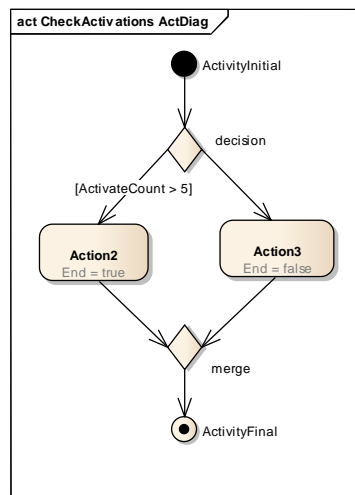 act CheckActivations ActDiag
ActivityInitial
decision
[ActivateCount > 5]
Action2
End = true
Action3
End = false
merge
ActivityFinal